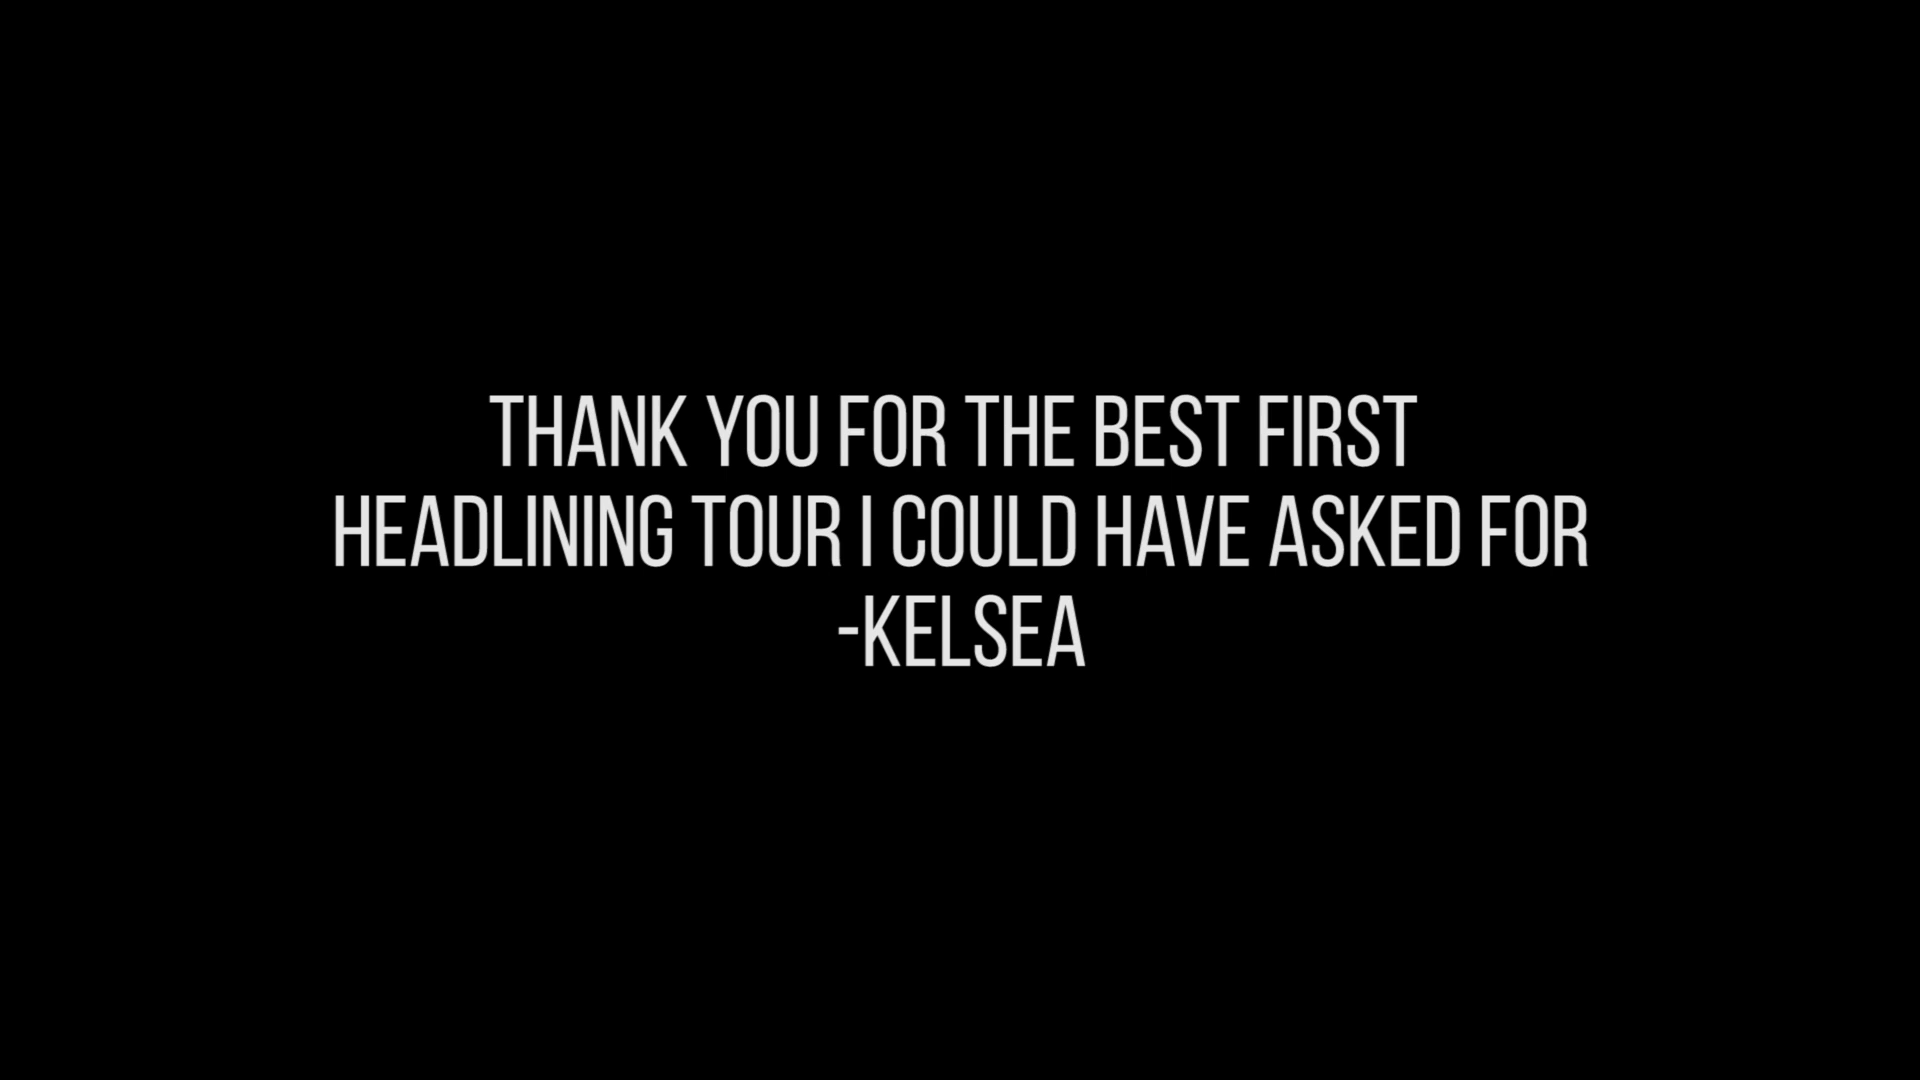 THANK YOU FOR THE BEST FIRST
HEADLINING TOUR I COULD HAVE ASKED FOR
-KELSEA